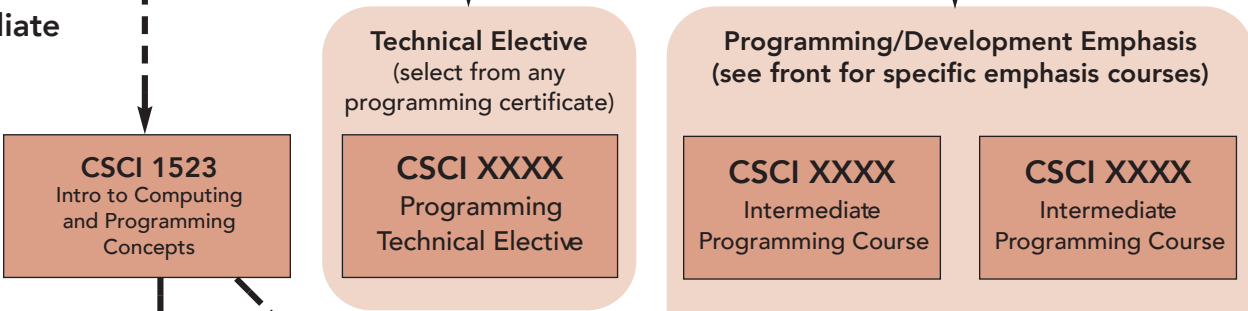 Technical Elective
(select from any
programming certificate)
CSCI XXXX
Programming
Technical Elective
Programming/Development Emphasis
(see front for specific emphasis courses)
CSCI XXXX
Intermediate
Programming Course
CSCI XXXX
Intermediate
Programming Course
CSCI 1523
Intro to Computing
and Programming
Concepts